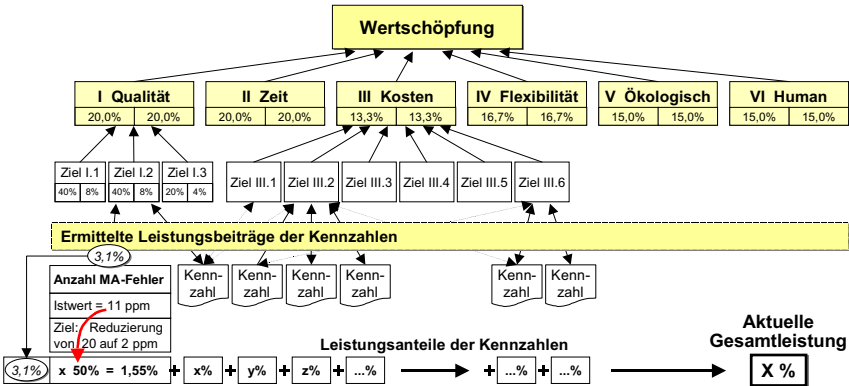 Wertschöpfung
I Qualität
20,0% 20,0%
II Zeit
20,0% 20,0%
III Kosten
13,3% 13,3%
IV Flexibilität
16,7% 16,7%
V Ökologisch
15,0% 15,0%
VI Human
15,0% 15,0%
Ziel I.1
40% 8%
Ziel I.2
40% 8%
Ziel I.3
20% 4%
Ziel III.1
Ziel III.2
Ziel III.3
Ziel III.4
Ziel III.5
Ziel III.6
Ermittelte Leistungsbeiträge der Kennzahlen
3,1%
Anzahl MA-Fehler
Istwert = 11 ppm
Ziel: Reduzierung
von 20 auf 2 ppm
Kenn-
zahl
Kenn-
zahl
Kenn-
zahl
Kenn-
zahl
Kenn-
zahl
Kenn-
zahl
Leistungsanteile der Kennzahlen
Aktuelle
Gesamtleistung
3,1% x 50% = 1,55% + x% + y% + z% + ...% + ...% + ...% X %